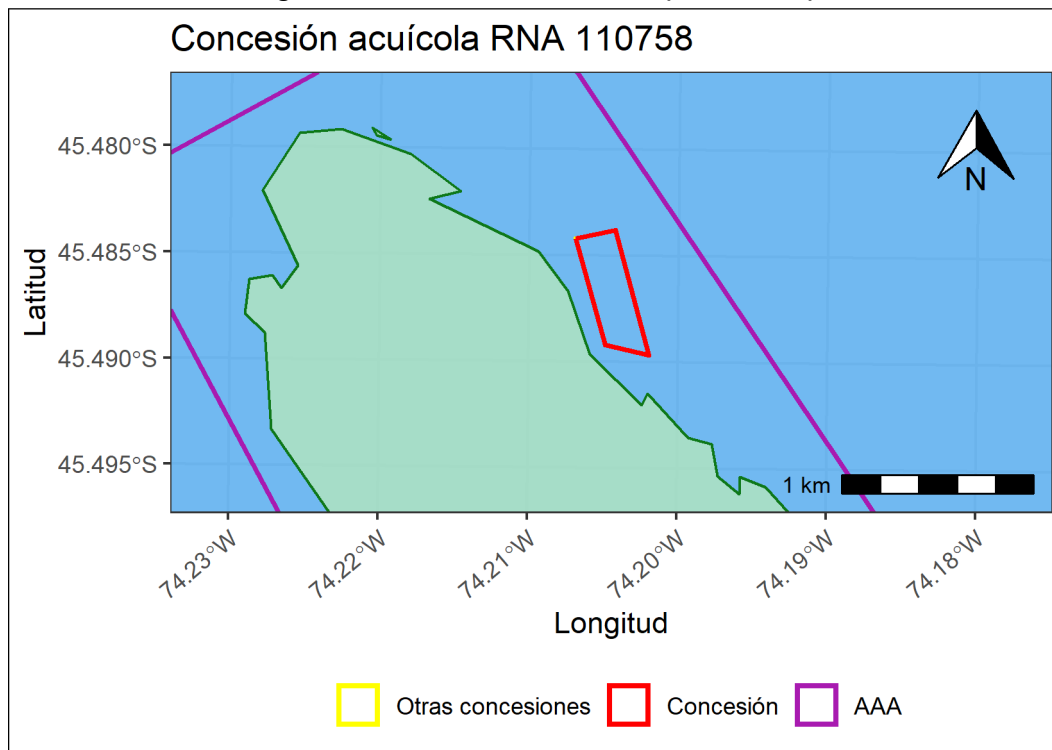 Concesión acuícola RNA 110758
N
45.480°S
45.485°S
45.490°S
45.495°S
Latitud
1 km
74.23°W
74.22°W
74.21°W
74.20°W
74.19°W
74.18°W
Longitud
Otras concesiones
Concesión
AAA